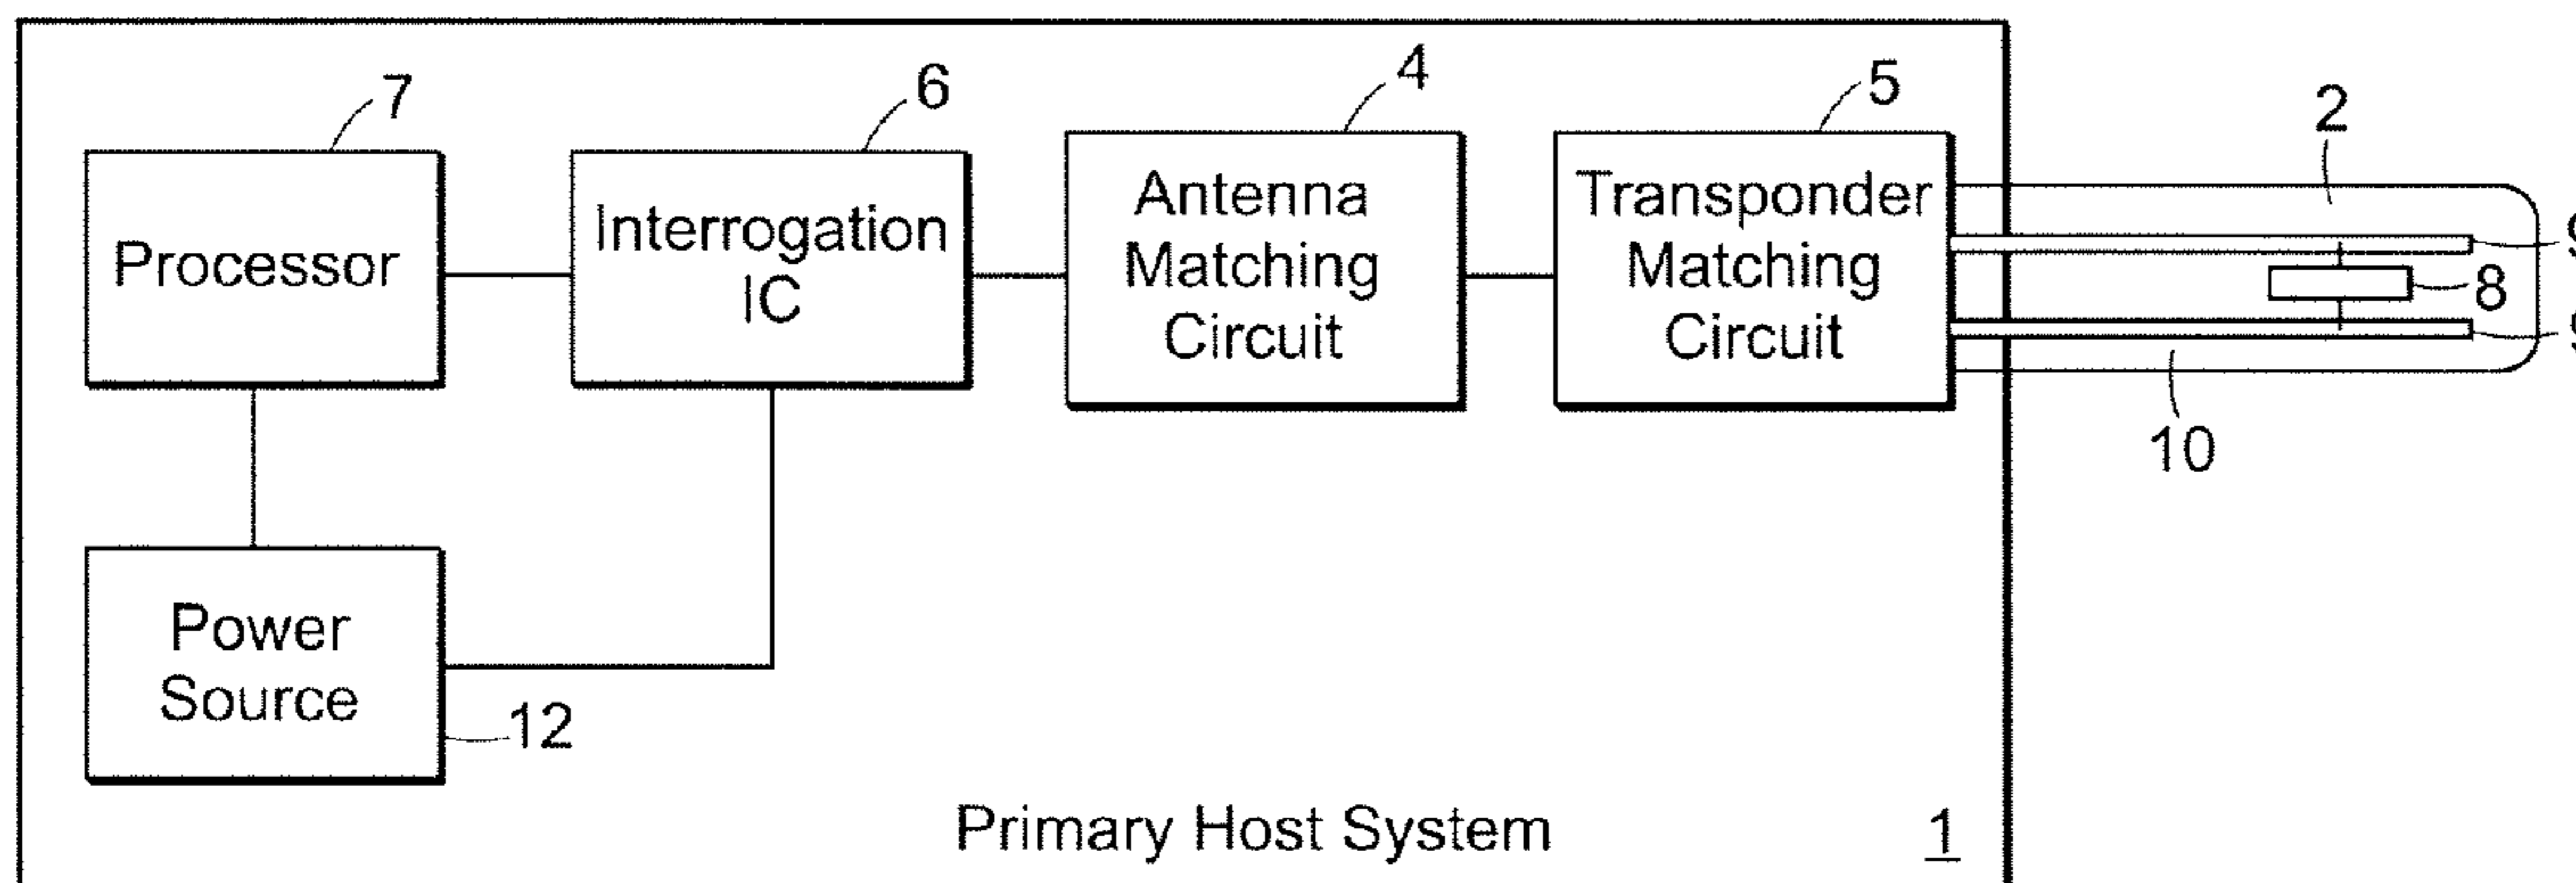 7
6
4
5
2
Processor
Interrogation
IC
Antenna
Matching
Circuit
Transponder
Matching
Circuit
8
10
Power
Source
12
Primary Host System
1